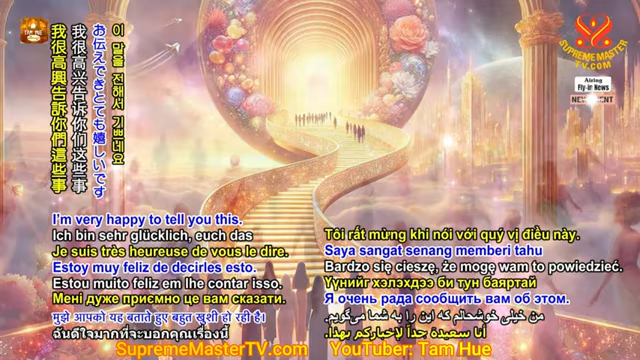 이 말을 전해서 기쁘네요
お伝えできとても嬉しいです
我很高兴告诉你们这些事
我很高興告訴你們這些事
SUPREME MASTER
TV.COM
Airing
Fly-in News
I'm very happy to tell you this.
Ich bin sehr glücklich, euch das
Je suis très heureuse de vous le dire.
Estoy muy feliz de decirles esto.
Estou muito feliz em lhe contar isso.
Мені дуже приємно це вам сказати.
मुझे आपको यह बताते हुए बहुत खुशी हो रही है।
ฉันดีใจมากที่จะบอกคุณเรื่องนี้
Tôi rất mừng khi nói với quý vị điều này.
Saya sangat senang memberi tahu
Bardzo się cieszę, że mogę wam to powiedzieć.
Үүнийг хэлэхдээ би тун баяртай
Я очень рада сообщить вам об этом.
من خیلی خوشحالم که این را به شما می‌گویم.
أنا سعيدة جداً لإخباركم بهذا.
SupremeMasterTV.com
YouTuber: Tam Hue